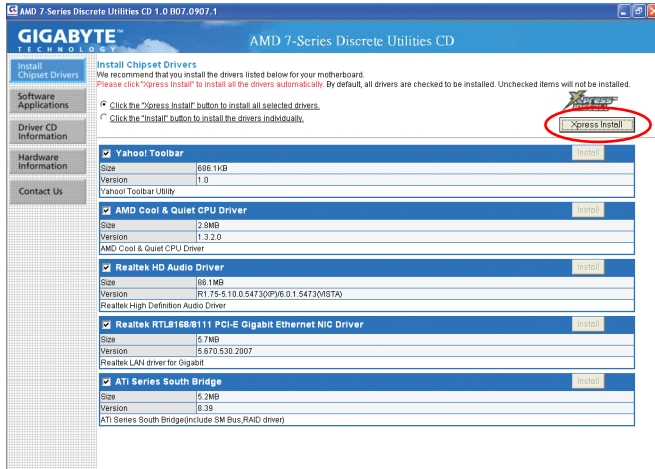 AMD 7-Series Discrete Utilities CD 1.0 B07.0907.1
GIGABYTE™
TECHNOLOGY
AMD 7-Series Discrete Utilities CD
Install
Chipset Drivers
Software
Applications
Driver CD
Information
Hardware
Information
Contact Us
Install Chipset Drivers
We recommend that you install the drivers listed below for your motherboard.
Please click "Xpress Install" to install all the drivers automatically. By default, all drivers are checked to be installed. Unchecked items will not be installed.
Click the "Xpress Install" button to install all selected drivers.
Click the "Install" button to install the drivers individually.
Xpress Install
Yahoo! Toolbar Install
Size 686.1KB
Version 1.0
Yahoo! Toolbar Utility
AMD Cool & Quiet CPU Driver Install
Size 2.8MB
Version 1.3.2.0
AMD Cool & Quiet CPU Driver
Realtek HD Audio Driver Install
Size 86.1MB
Version R1.75-5.10.0.5473(XP)/6.0.1.5473(VISTA)
Realtek High Definition Audio Driver
Realtek RTL8168/8111 PCI-E Gigabit Ethernet NIC Driver Install
Size 5.7MB
Version 5.670.530.2007
Realtek LAN driver for Gigabit
ATi Series South Bridge Install
Size 5.2MB
Version 8.39
ATI Series South Bridge(include SM Bus,RAID driver)